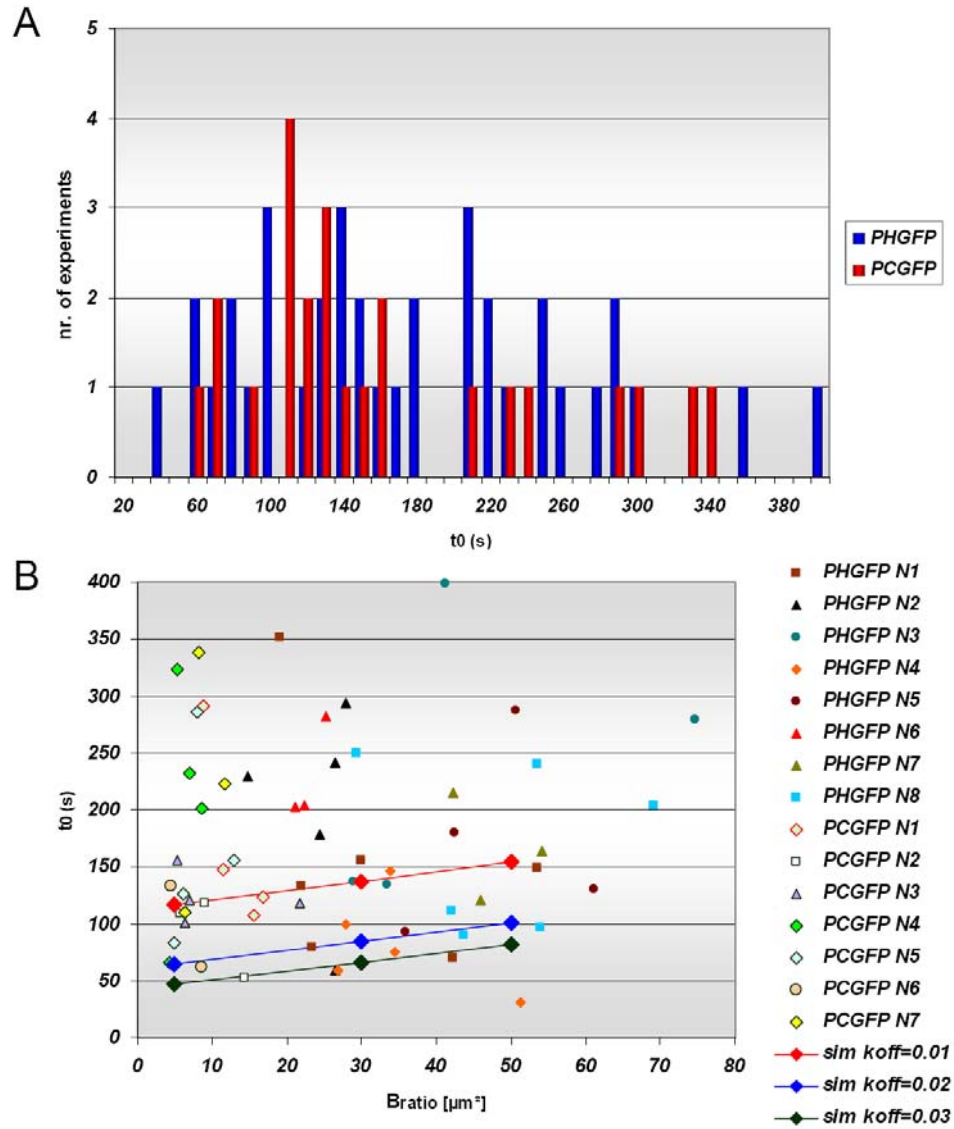 A
5
4
3
2
1
0
nr. of experiments
20 60 100 140 180 220 260 300 340 380
t0 (s)
PHGFP
PCGFP
B
400
350
300
250
200
150
100
50
0
t0 (s)
0 10 20 30 40 50 60 70 80
Bratio [µm²]
PHGFP N1
PHGFP N2
PHGFP N3
PHGFP N4
PHGFP N5
PHGFP N6
PHGFP N7
PHGFP N8
PCGFP N1
PCGFP N2
PCGFP N3
PCGFP N4
PCGFP N5
PCGFP N6
PCGFP N7
sim koff=0.01
sim koff=0.02
sim koff=0.03